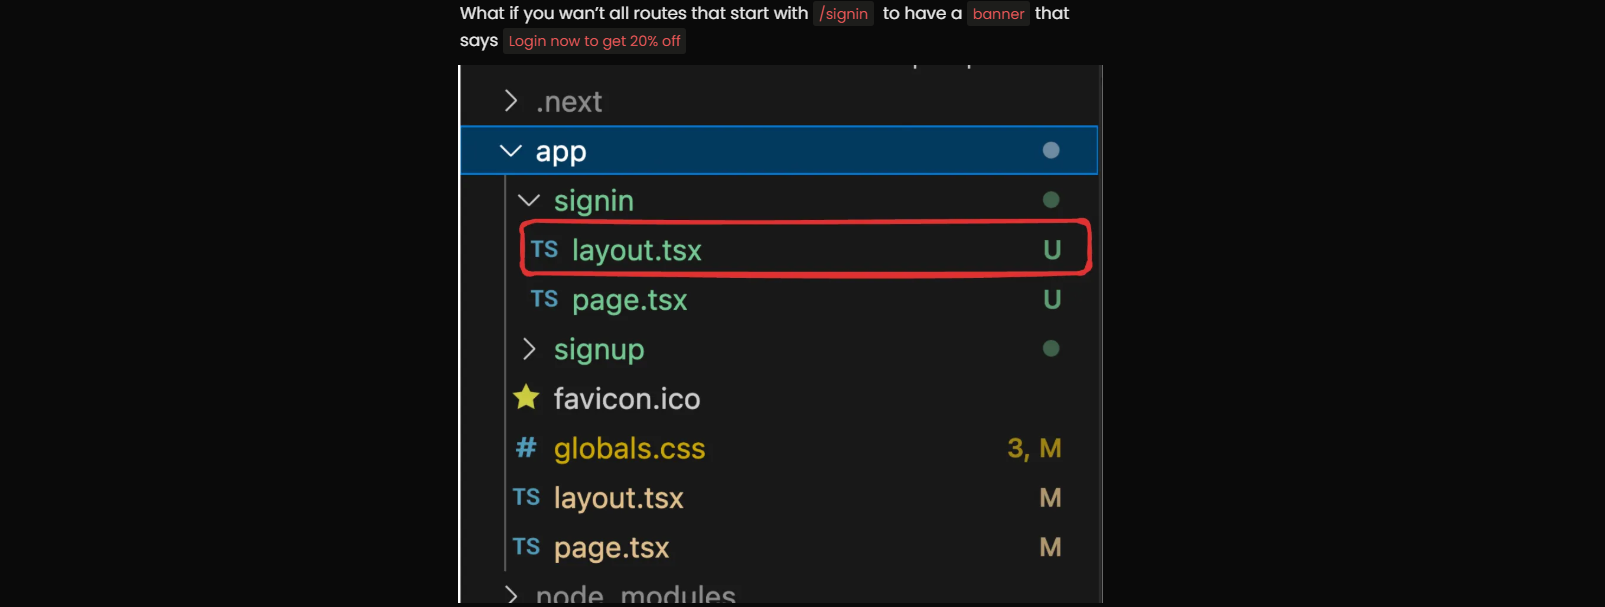 What if you wan’t all routes that start with /signin to have a banner that
says Login now to get 20% off
.next
app
signin
TS layout.tsx U
TS page.tsx U
signup
favicon.ico
# globals.css 3, M
TS layout.tsx M
TS page.tsx M
node_modules